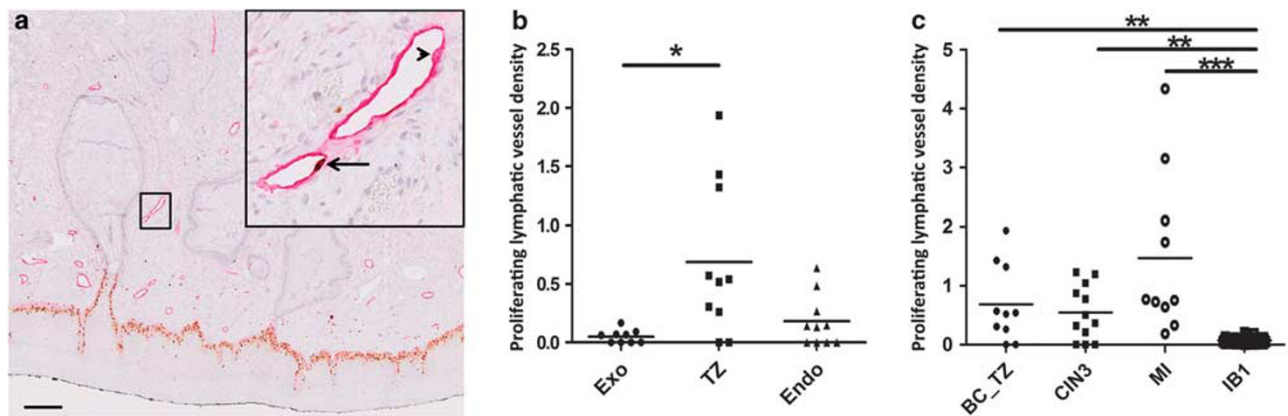 a
b
Proliferating lymphatic vessel density
2.5
2.0
1.5
1.0
0.5
0.0
*
Exo
TZ
Endo
c
Proliferating lymphatic vessel density
5
4
3
2
1
0
**
**
***
BC_TZ
CIN3
MI
IB1